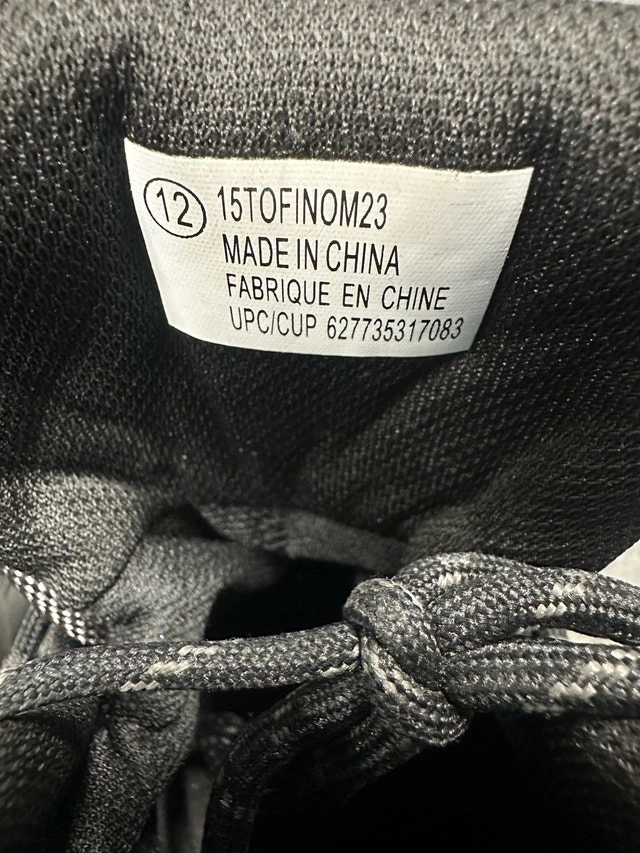 12 15TOFINOM23
MADE IN CHINA
FABRIQUE EN CHINE
UPC/CUP 627735317083